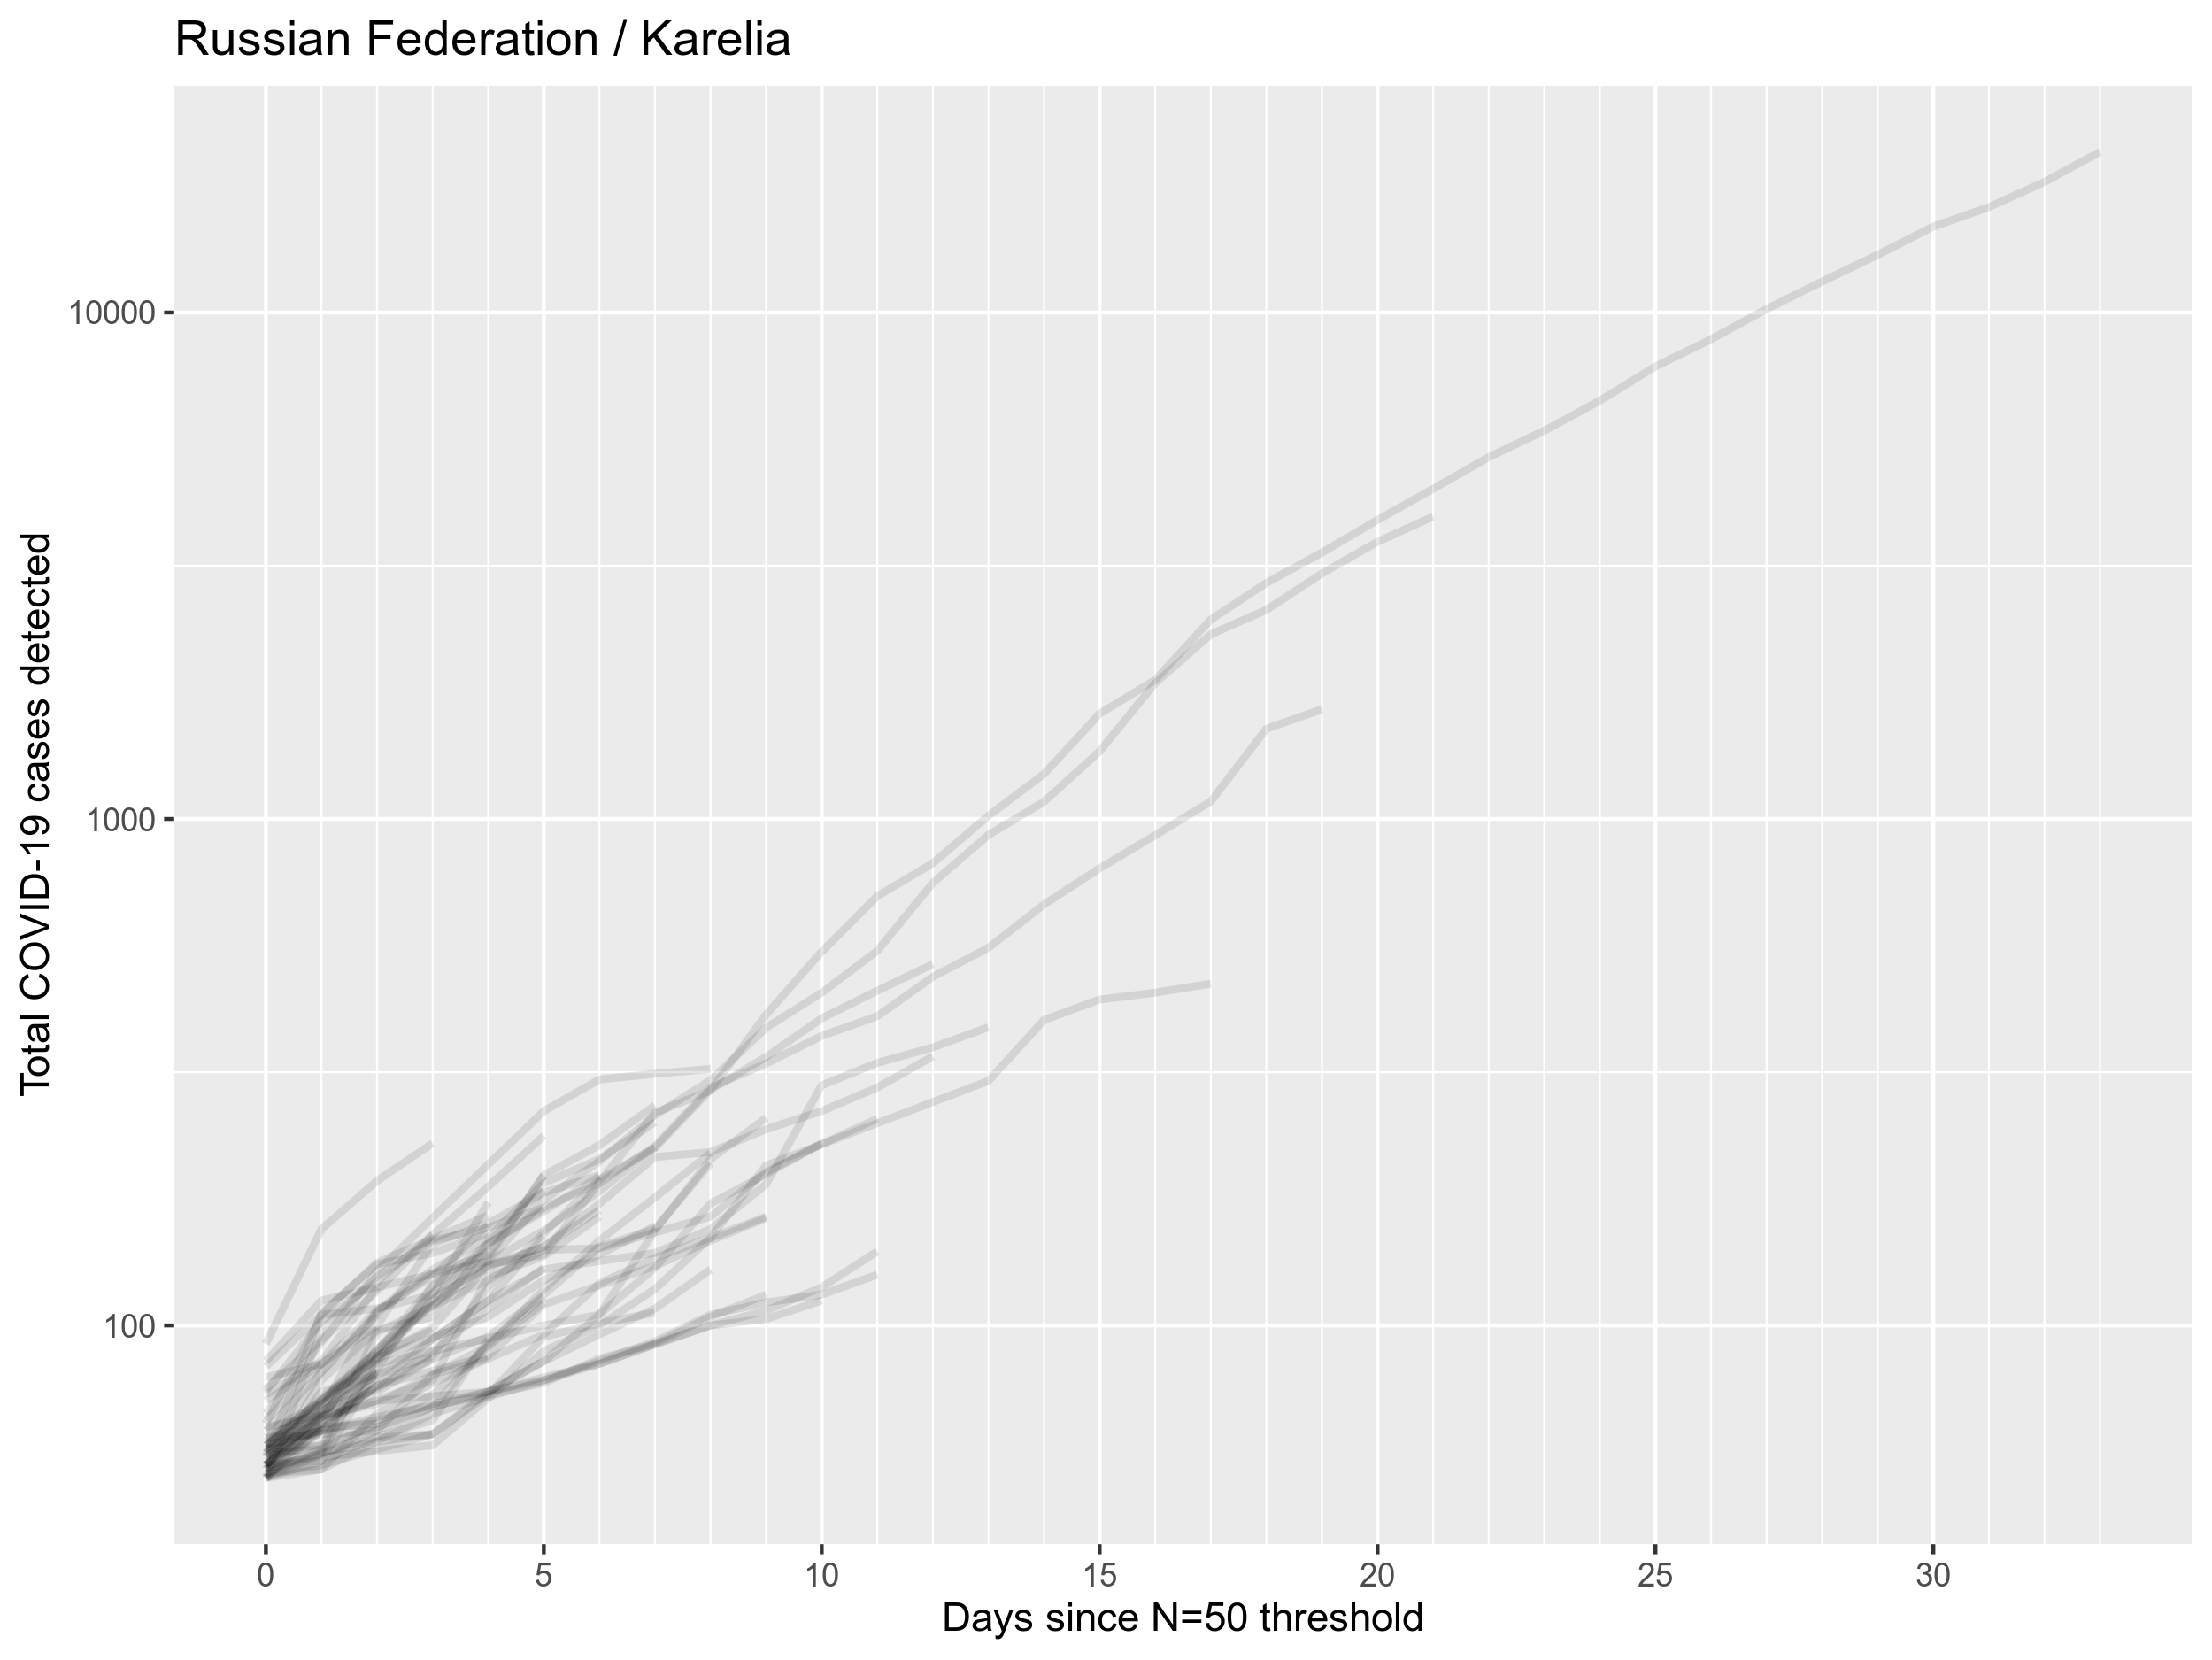 Russian Federation / Karelia
Total COVID-19 cases detected
10000
1000
100
0 5 10 15 20 25 30
Days since N=50 threshold